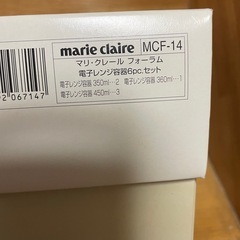 marie claire MCF-14
マリ・クレール フォーラム
電子レンジ容器6pc.セット
電子レンジ容器 350ml…2 電子レンジ容器 360ml…1
電子レンジ容器 450ml…3
2 067147